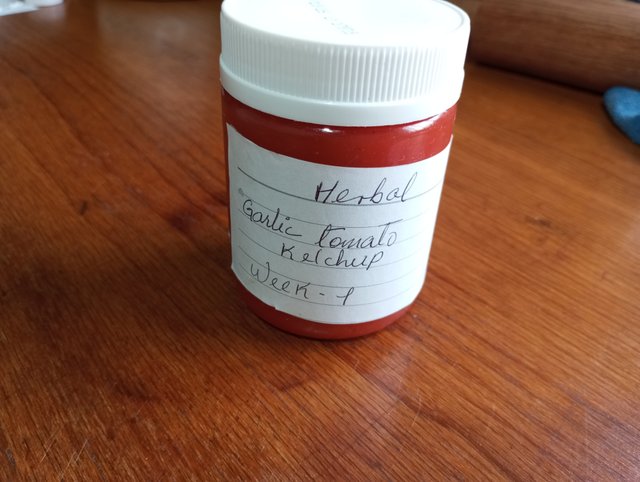 Herbal
Garlic tomato
Ketchup
Week - 1